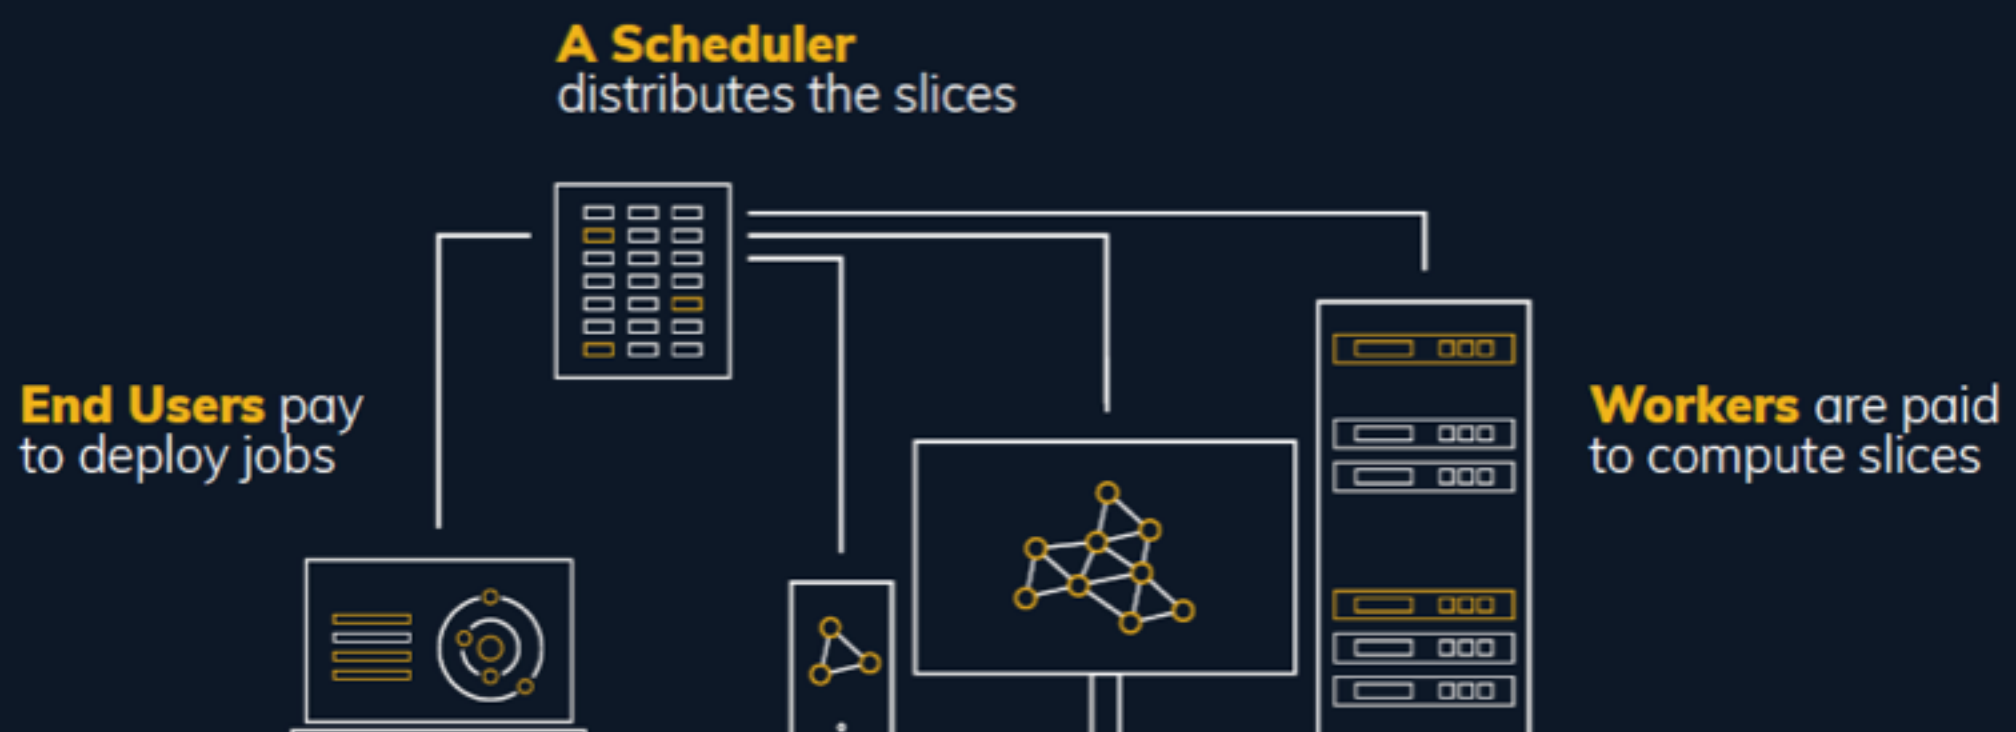 A Scheduler
distributes the slices
End Users pay
to deploy jobs
Workers are paid
to compute slices